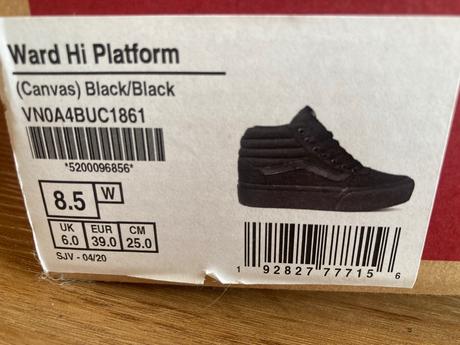 Ward Hi Platform
(Canvas) Black/Black
VN0A4BUC1861
*5200096856*
8.5 W
UK EUR CM
6.0 39.0 25.0
SJV - 04/20
1 92827 77715 6